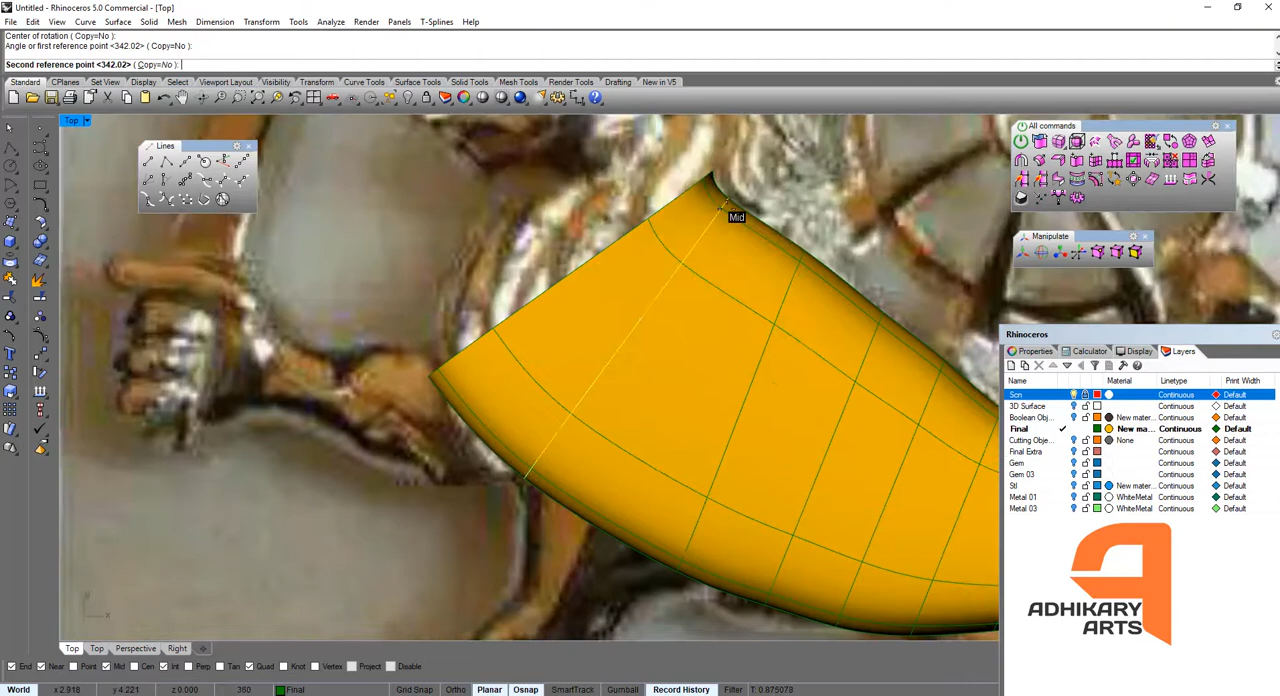 Untitled - Rhinoceros 5.0 Commercial - [Top]
File Edit View Curve Surface Solid Mesh Dimension Transform Tools Analyze Render Panels T-Splines Help
Center of rotation ( Copy=No ):
Angle or first reference point <342.02> ( Copy=No ):
Second reference point <342.02> ( Copy=No ):
Standard CPlanes Set View Display Select Viewport Layout Visibility Transform Curve Tools Surface Tools Solid Tools Mesh Tools Render Tools Drafting New in V5
Top
Lines
All commands
Manipulate
Mid
Rhinoceros
Properties Calculator Display Layers
Name Material Linetype Print Width
Scn Continuous Default
3D Surface Continuous Default
Boolean Obj... New mater... Continuous Default
Final New ma... Continuous Default
Cutting Obje... None Continuous Default
Final Extra Continuous Default
Gem Continuous Default
Gem 03 Continuous Default
Stl New mater... Continuous Default
Metal 01 WhiteMetal Continuous Default
Metal 03 WhiteMetal Continuous Default
ADHIKARY
ARTS
y
x
Top Top Perspective Right
End Near Point Mid Cen Int Perp Tan Quad Knot Vertex Project Disable
World x 2.918 y 4.221 z 0.000 360 Final Grid Snap Ortho Planar Osnap SmartTrack Gumball Record History Filter T: 0.875078